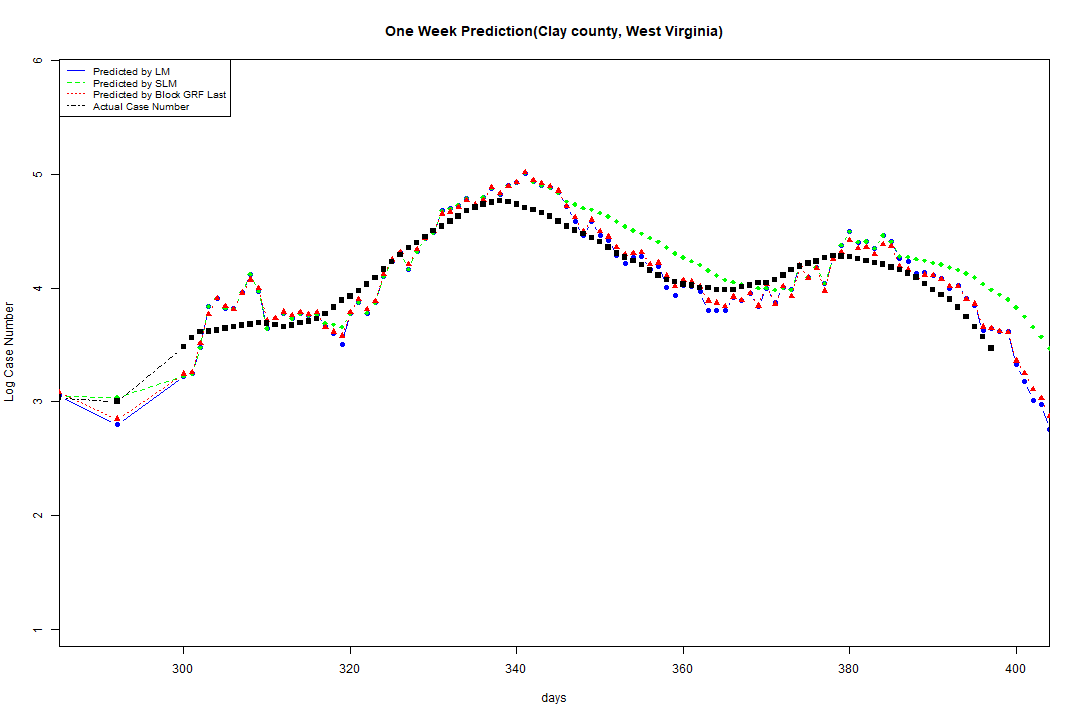 One Week Prediction(Clay county, West Virginia)
Predicted by LM
Predicted by SLM
Predicted by Block GRF Last
Actual Case Number
Log Case Number
6
5
4
3
2
1
300 320 340 360 380 400
days